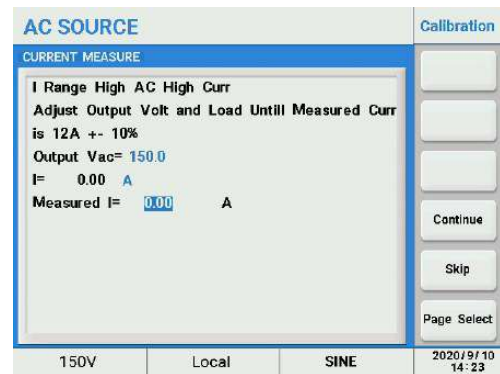 AC SOURCE
Calibration
CURRENT MEASURE
I Range High AC High Curr
Adjust Output Volt and Load Untill Measured Curr
is 12A +- 10%
Output Vac= 150.0
I= 0.00 A
Measured I= 0.00 A
Continue
Skip
Page Select
150V
Local
SINE
2020/9/10
14:23